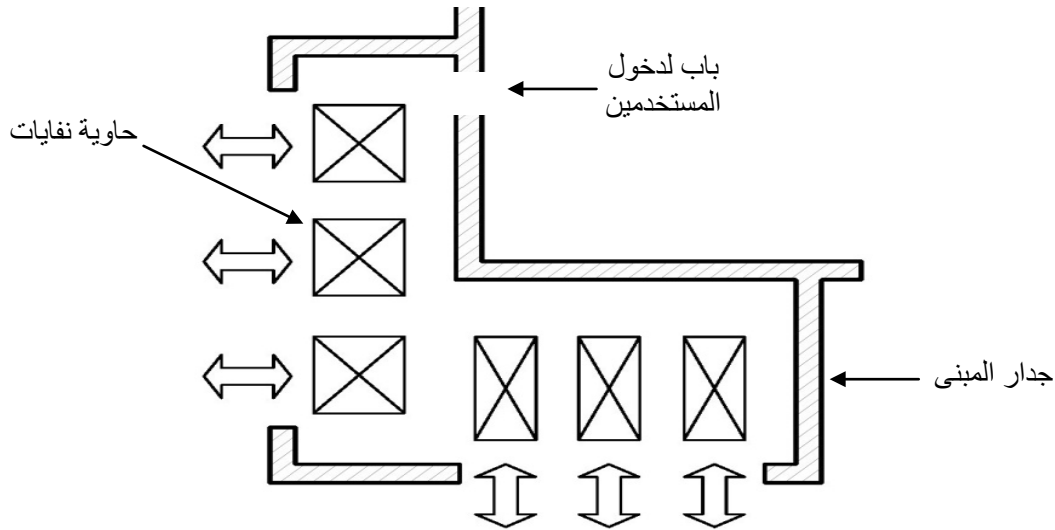 باب لدخول
المستخدمين
حاوية نفايات
جدار المبنى